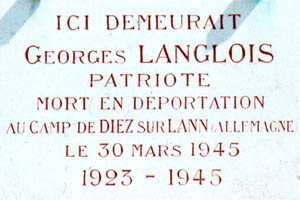 ICI DEMEURAIT
GEORGES LANGLOIS
PATRIOTE
MORT EN DÉPORTATION
AU CAMP DE DIEZ SUR LANN (ALLEMAGNE)
LE 30 MARS 1945
1923 - 1945